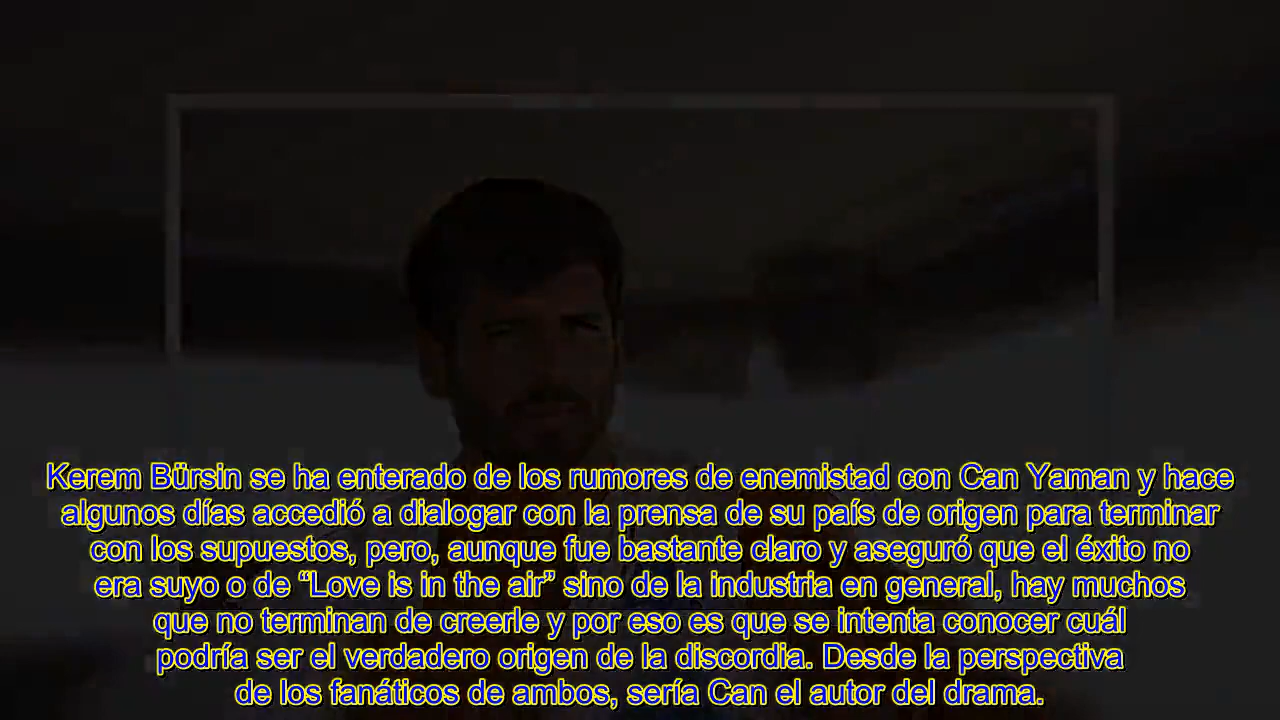 Kerem Bürsin se ha enterado de los rumores de enemistad con Can Yaman y hace
algunos días accedió a dialogar con la prensa de su país de origen para terminar
con los supuestos, pero, aunque fue bastante claro y aseguró que el éxito no
era suyo o de “Love is in the air” sino de la industria en general, hay muchos
que no terminan de creerle y por eso es que se intenta conocer cuál
podría ser el verdadero origen de la discordia. Desde la perspectiva
de los fanáticos de ambos, sería Can el autor del drama.